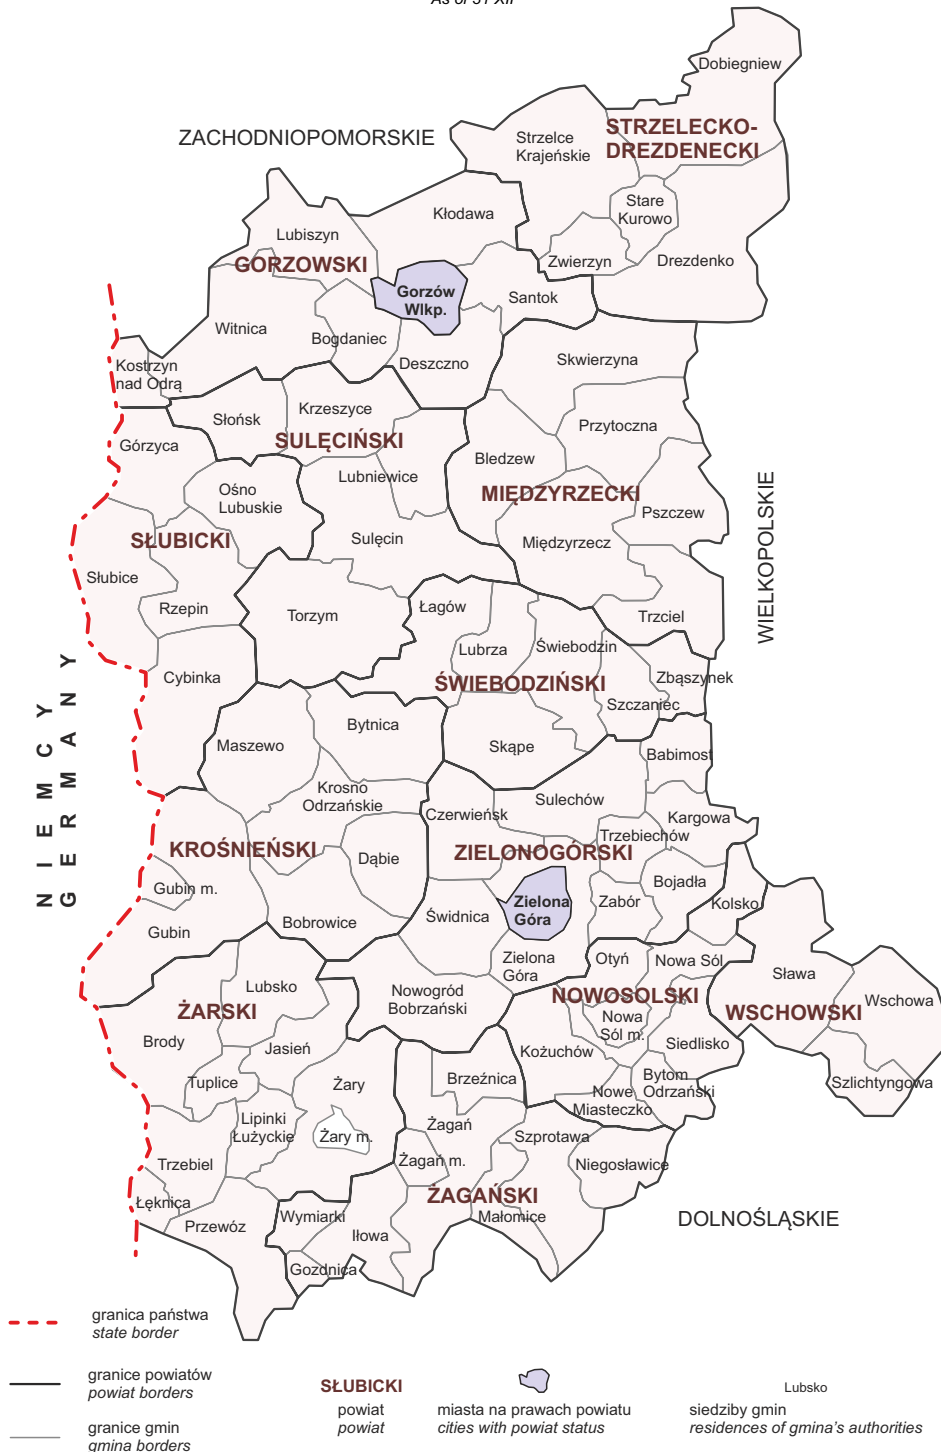 As of 31 XII
Dobiegniew
ZACHODNIOPOMORSKIE
Strzelce
Krajeńskie
STRZELECKO-
DREZDENECKI
Stare
Kurowo
Kłodawa
Lubiszyn
GORZOWSKI
Zwierzyn
Drezdenko
Gorzów
Wlkp.
Santok
Witnica
Bogdaniec
Deszczno
Skwierzyna
Kostrzyn
nad Odrą
Krzeszyce
Słońsk
SULĘCIŃSKI
Przytoczna
Górzyca
Bledzew
Lubniewice
Ośno
Lubuskie
MIĘDZYRZECKI
Pszczew
WIELKOPOLSKIE
SŁUBICKI
Sulęcin
Międzyrzecz
Słubice
Rzepin
Torzym
Łagów
Trzciel
Lubrza
Świebodzin
Cybinka
ŚWIEBODZIŃSKI
Zbąszynek
Szczaniec
NIEMCY
GERMANY
Maszewo
Bytnica
Skąpe
Babimost
Krosno
Odrzańskie
Czerwieńsk
Sulechów
Kargowa
Trzebiechów
KROŚNIEŃSKI
Dąbie
ZIELONOGÓRSKI
Gubin m.
Bojadła
Zielona
Góra
Zabór
Kolsko
Gubin
Bobrowice
Świdnica
Zielona
Góra
Otyń
Nowa Sól
Sława
Lubsko
Nowogród
Bobrzański
NOWOSOLSKI
Wschowa
ŻARSKI
WSCHOWSKI
Nowa
Sól m.
Brody
Jasień
Kożuchów
Siedlisko
Tuplice
Żary
Brzeźnica
Bytom
Odrzański
Szlichtyngowa
Nowe
Miasteczko
Lipinki
Łużyckie
Żary m.
Żagań
Szprotawa
Trzebiel
Żagań m.
Niegosławice
Łęknica
ŻAGAŃSKI
Przewóz
Wymiarki
Małomice
DOLNOŚLĄSKIE
Iłowa
Gozdnica
granica państwa
state border
granice powiatów
powiat borders
granice gmin
gmina borders
SŁUBICKI
powiat
powiat
miasta na prawach powiatu
cities with powiat status
Lubsko
siedziby gmin
residences of gmina's authorities